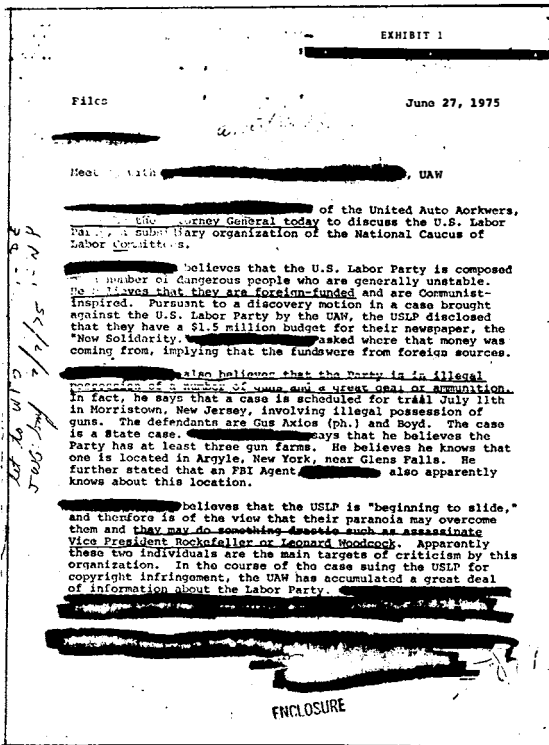 EXHIBIT 1
Files
June 27, 1975
with , UAW
of the United Auto Aorkwers,
General today to discuss the U.S. Labor
organization of the National Caucus of
Labor Committees.
believes that the U.S. Labor Party is composed
number of dangerous people who are generally unstable.
He believes that they are foreign-funded and are Communist-
inspired. Pursuant to a discovery motion in a case brought
against the U.S. Labor Party by the UAW, the USLP disclosed
that they have a $1.5 million budget for their newspaper, the
"New Solidarity. asked where that money was
coming from, implying that the fundswere from foreign sources.
also believes that the Party is in illegal
possession of a number of guns and a great deal or ammunition.
In fact, he says that a case is scheduled for trail July 11th
in Morristown, New Jersey, involving illegal possession of
guns. The defendants are Gus Axios (ph.) and Boyd. The case
is a State case. says that he believes the
Party has at least three gun farms. He believes he knows that
one is located in Argyle, New York, near Glens Falls. He
further stated that an FBI Agent, also apparently
knows about this location.
believes that the USLP is "beginning to slide,"
and therefore is of the view that their paranoia may overcome
them and they may do something drastic such as assassinate
Vice President Rockefeller or Leonard Woodcock. Apparently
these two individuals are the main targets of criticism by this
organization. In the course of the case suing the USLP for
copyright infringement, the UAW has accumulated a great deal
of information about the Labor Party.
ENCLOSURE